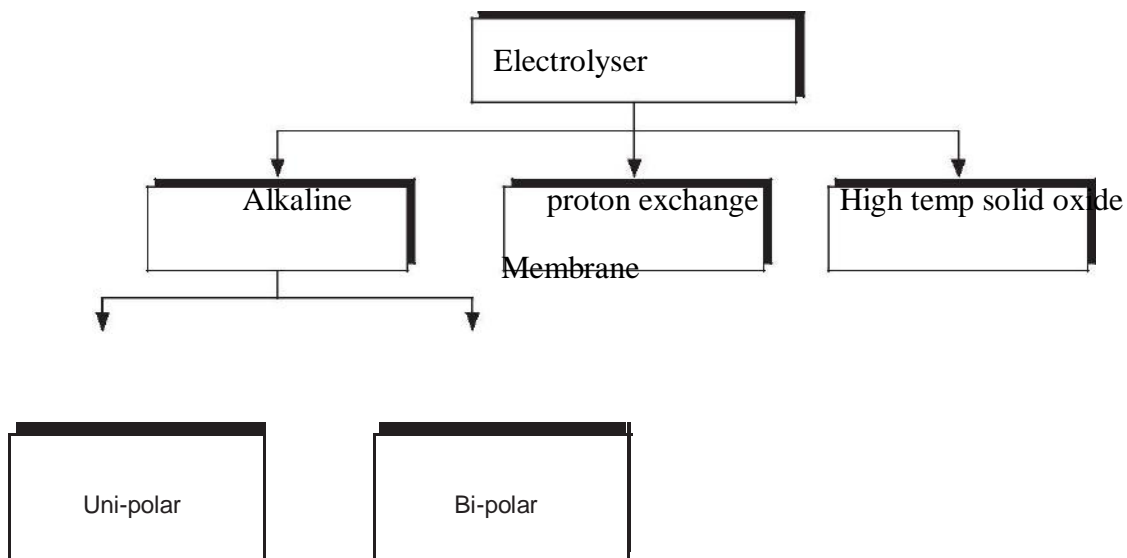 Electrolyser
Alkaline
proton exchange
Membrane
High temp solid oxide
Uni-polar
Bi-polar